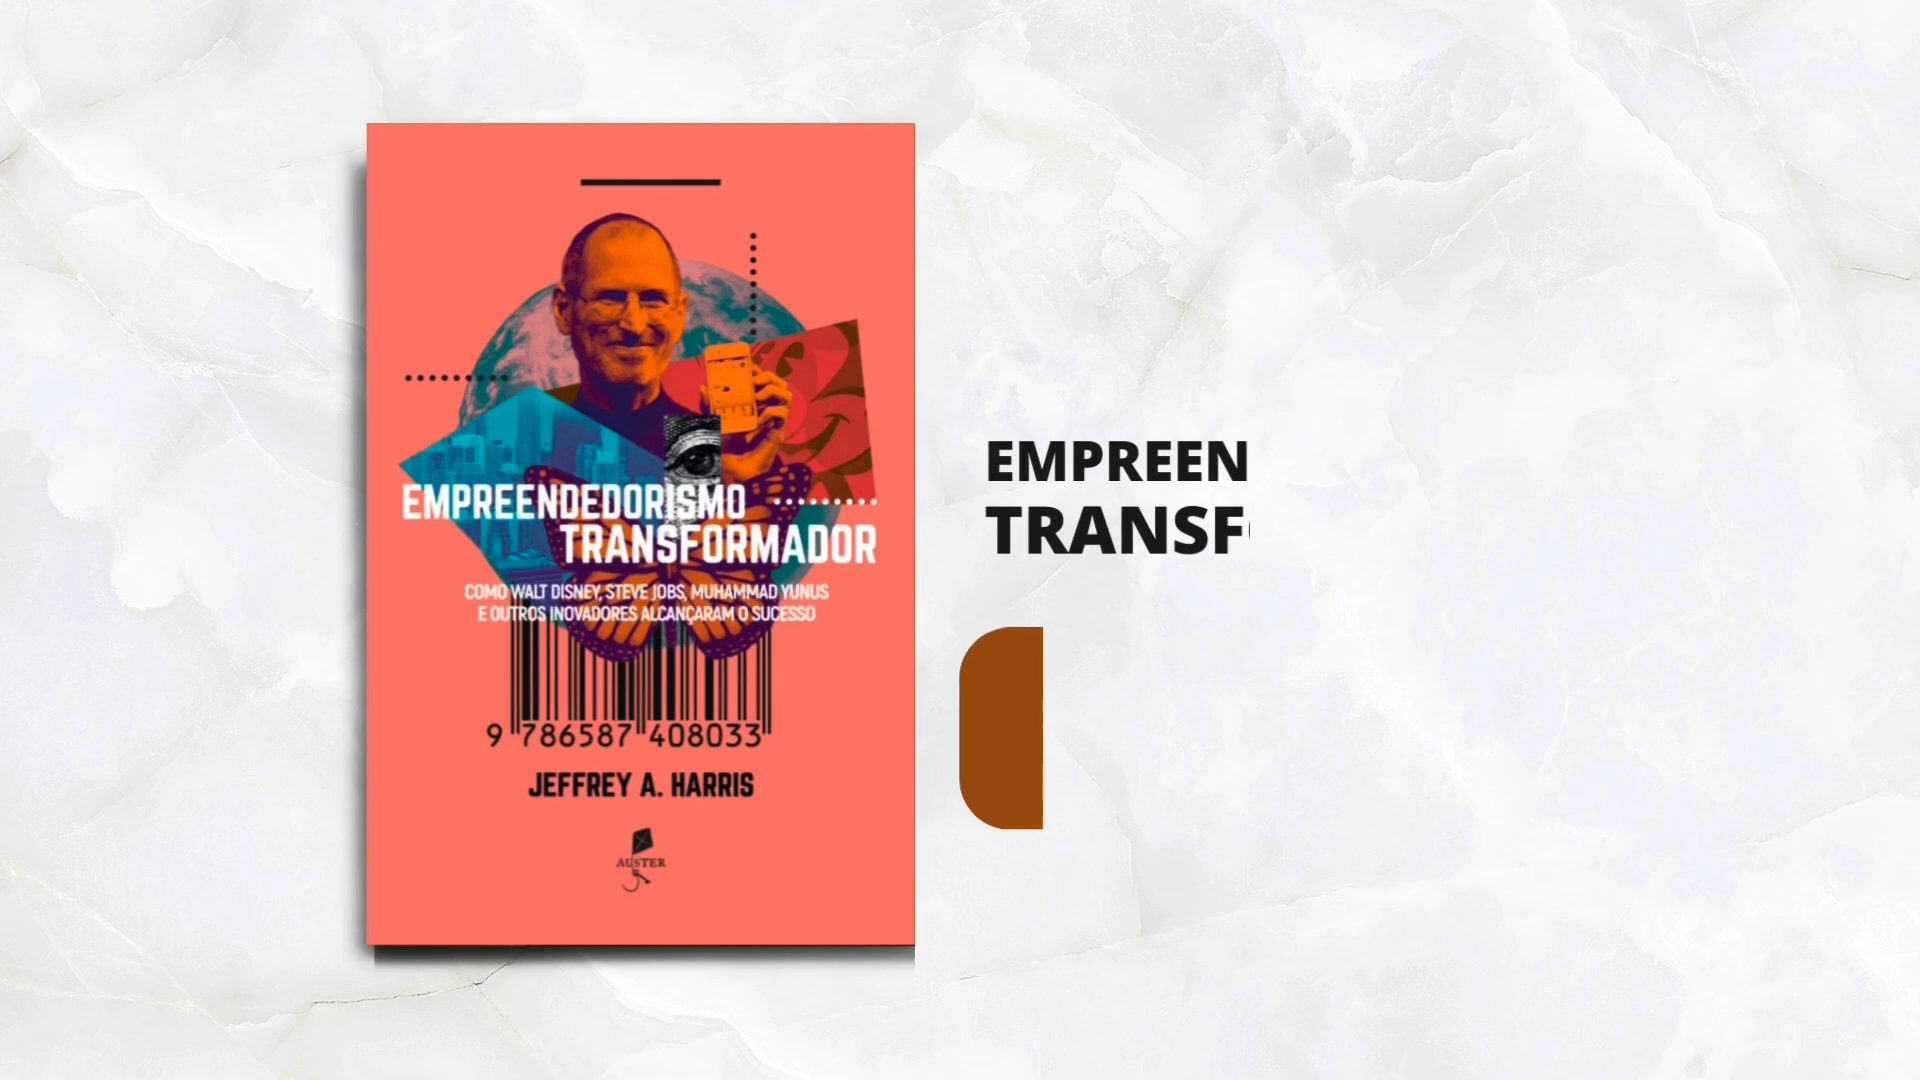 EMPREENDEDORISMO
TRANSFORMADOR
COMO WALT DISNEY, STEVE JOBS, MUHAMMAD YUNUS
E OUTROS INOVADORES ALCANÇARAM O SUCESSO
9 786587 408033
JEFFREY A. HARRIS
AUSTER
EMPREEN
TRANSF